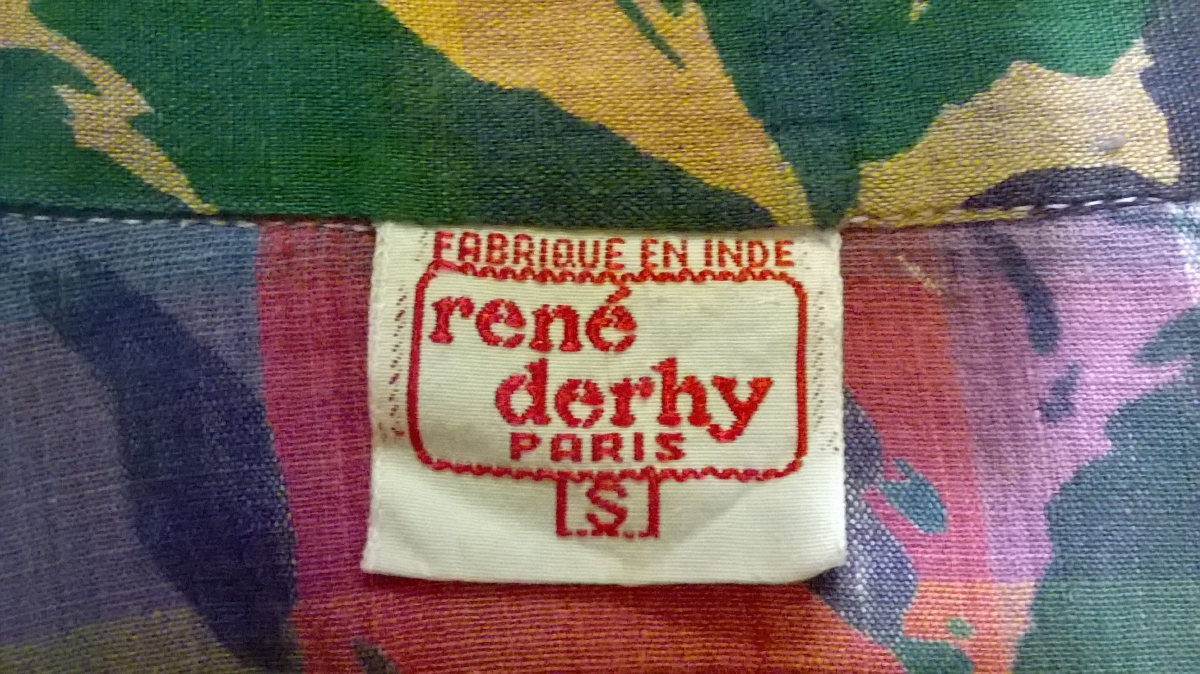 FABRIQUE EN INDE
rené
derhy
PARIS
S